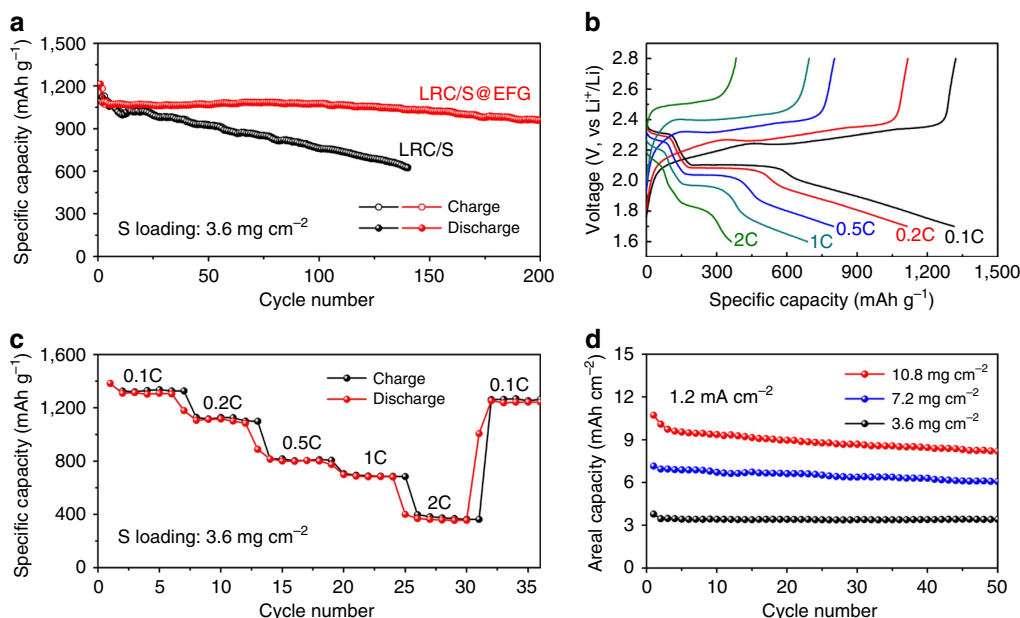 a
1,500
1,200
900
600
300
0
Specific capacity (mAh g⁻¹)
LRC/S@EFG
LRC/S
Charge
Discharge
S loading: 3.6 mg cm⁻²
0 50 100 150 200
Cycle number
b
2.8
2.6
2.4
2.2
2.0
1.8
1.6
Voltage (V, vs Li⁺/Li)
2C 1C 0.5C 0.2C 0.1C
0 300 600 900 1,200 1,500
Specific capacity (mAh g⁻¹)
c
1,600
1,200
800
400
0
Specific capacity (mAh g⁻¹)
0.1C
0.2C
0.5C
1C
2C
0.1C
Charge
Discharge
S loading: 3.6 mg cm⁻²
0 5 10 15 20 25 30 35
Cycle number
d
15
12
9
6
3
0
Areal capacity (mAh cm⁻²)
1.2 mA cm⁻²
10.8 mg cm⁻²
7.2 mg cm⁻²
3.6 mg cm⁻²
0 10 20 30 40 50
Cycle number